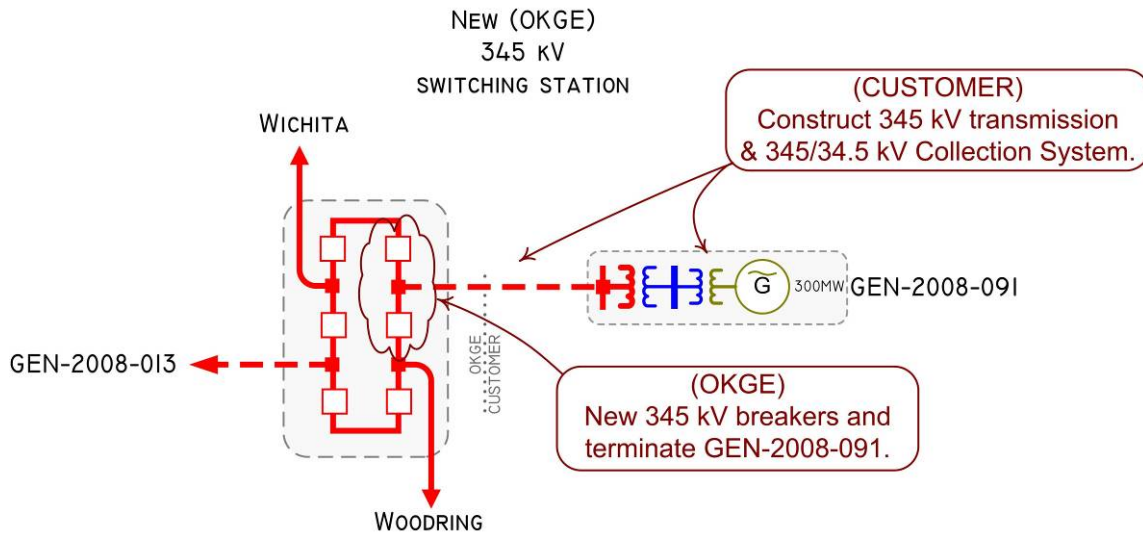 NEW (OKGE)
345 KV
SWITCHING STATION
(CUSTOMER)
Construct 345 kV transmission
& 345/34.5 kV Collection System.
WICHITA
G
300MW
GEN-2008-091
GEN-2008-013
OKGE
CUSTOMER
(OKGE)
New 345 kV breakers and
terminate GEN-2008-091.
WOODRING